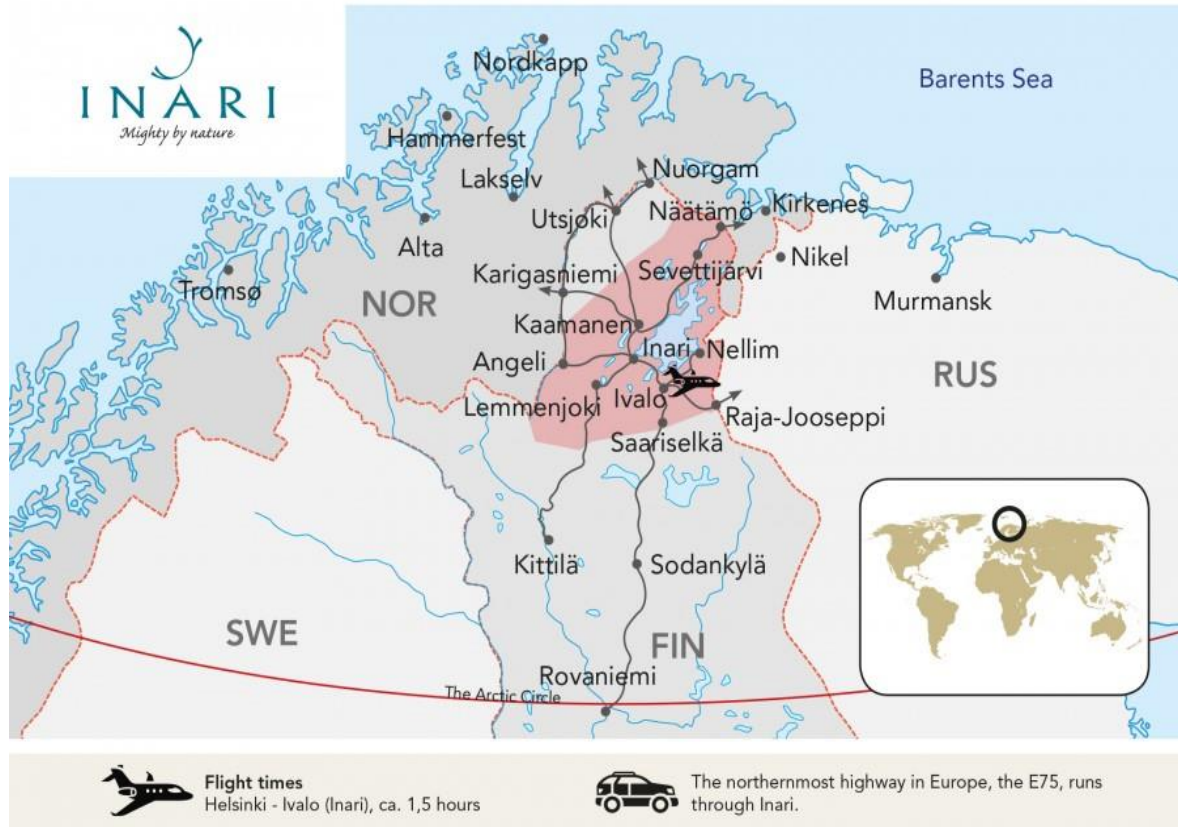 INARI
Mighty by nature
Nordkapp
Barents Sea
Hammerfest
Lakselv
Nuorgam
Utsjoki
Näätämö
Kirkenes
Alta
Nikel
Sevettijärvi
Karigasniemi
Tromsø
NOR
Murmansk
Kaamanen
Inari
Nellim
Angeli
RUS
Lemmenjoki
Ivalo
Raja-Jooseppi
Saariselkä
Kittilä
Sodankylä
SWE
FIN
Rovaniemi
The Arctic Circle
Flight times
Helsinki - Ivalo (Inari), ca. 1,5 hours
The northernmost highway in Europe, the E75, runs
through Inari.